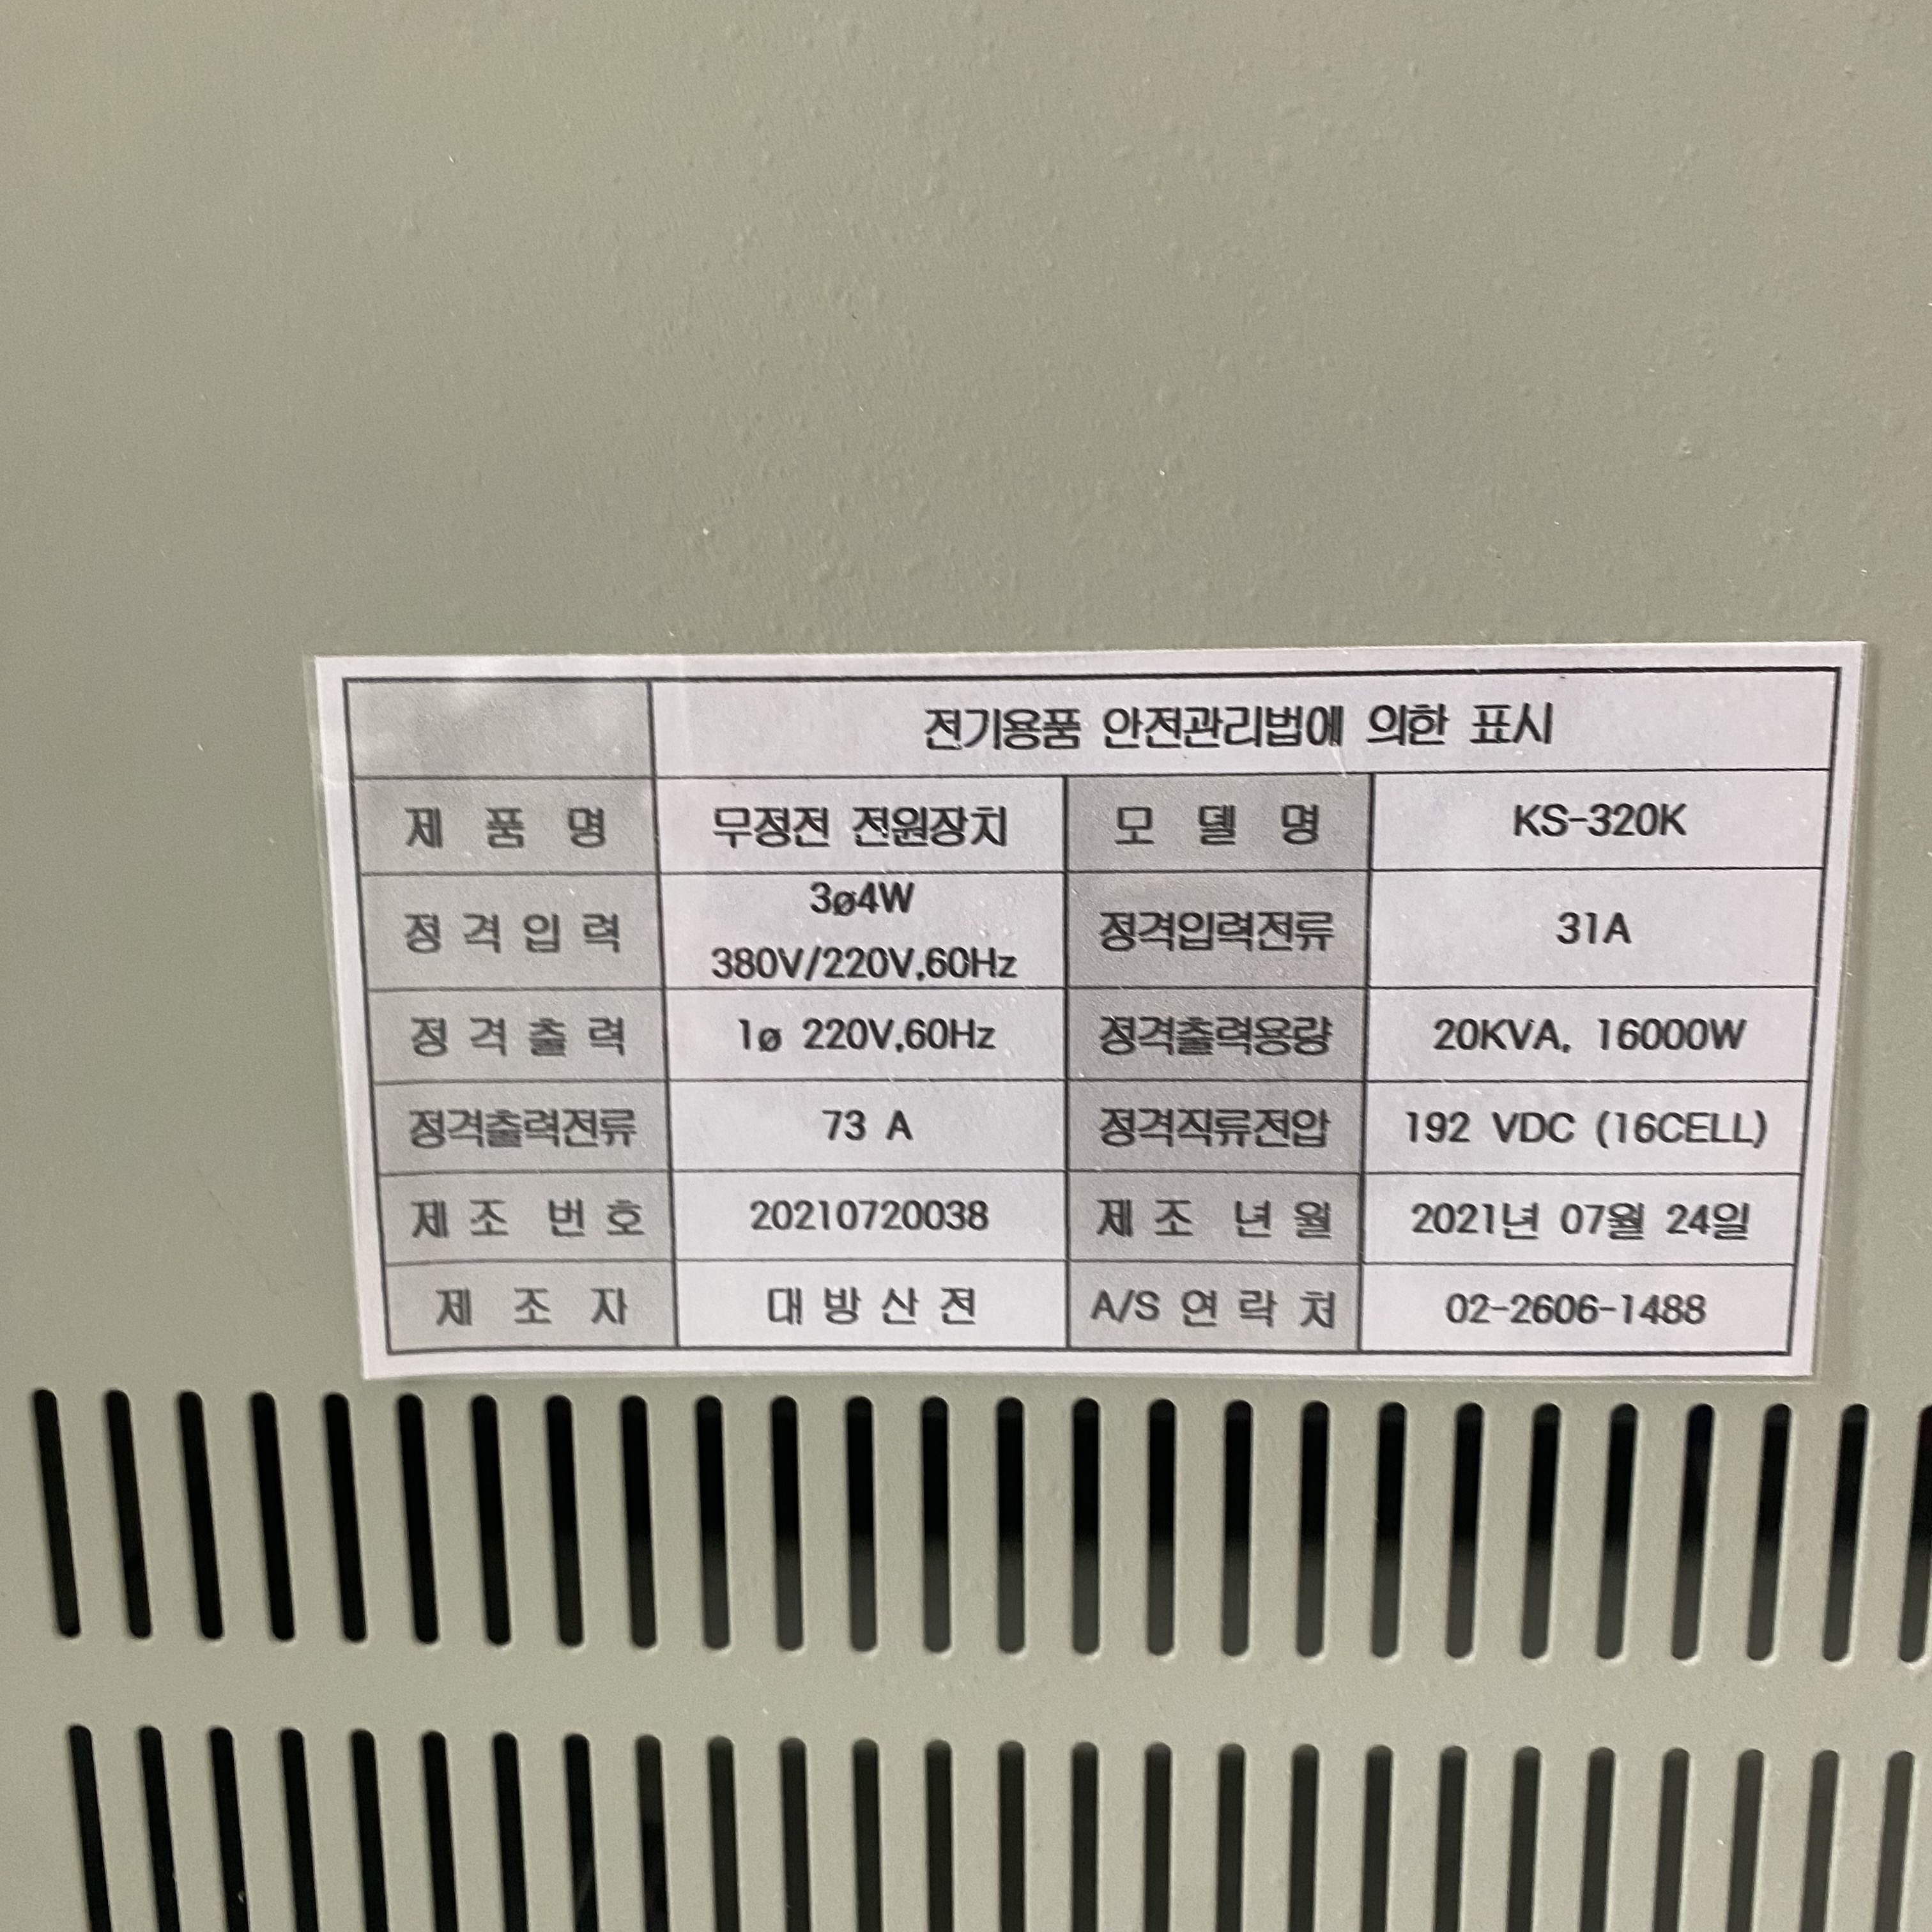 전기용품 안전관리법에 의한 표시
제 품 명 무정전 전원장치 모 델 명 KS-320K
정 격 입 력 3ø4W 380V/220V,60Hz 정격입력전류 31A
정 격 출 력 1ø 220V,60Hz 정격출력용량 20KVA, 16000W
정격출력전류 73 A 정격직류전압 192 VDC (16CELL)
제 조 번 호 20210720038 제 조 년 월 2021년 07월 24일
제 조 자 대 방 산 전 A/S 연 락 처 02-2606-1488